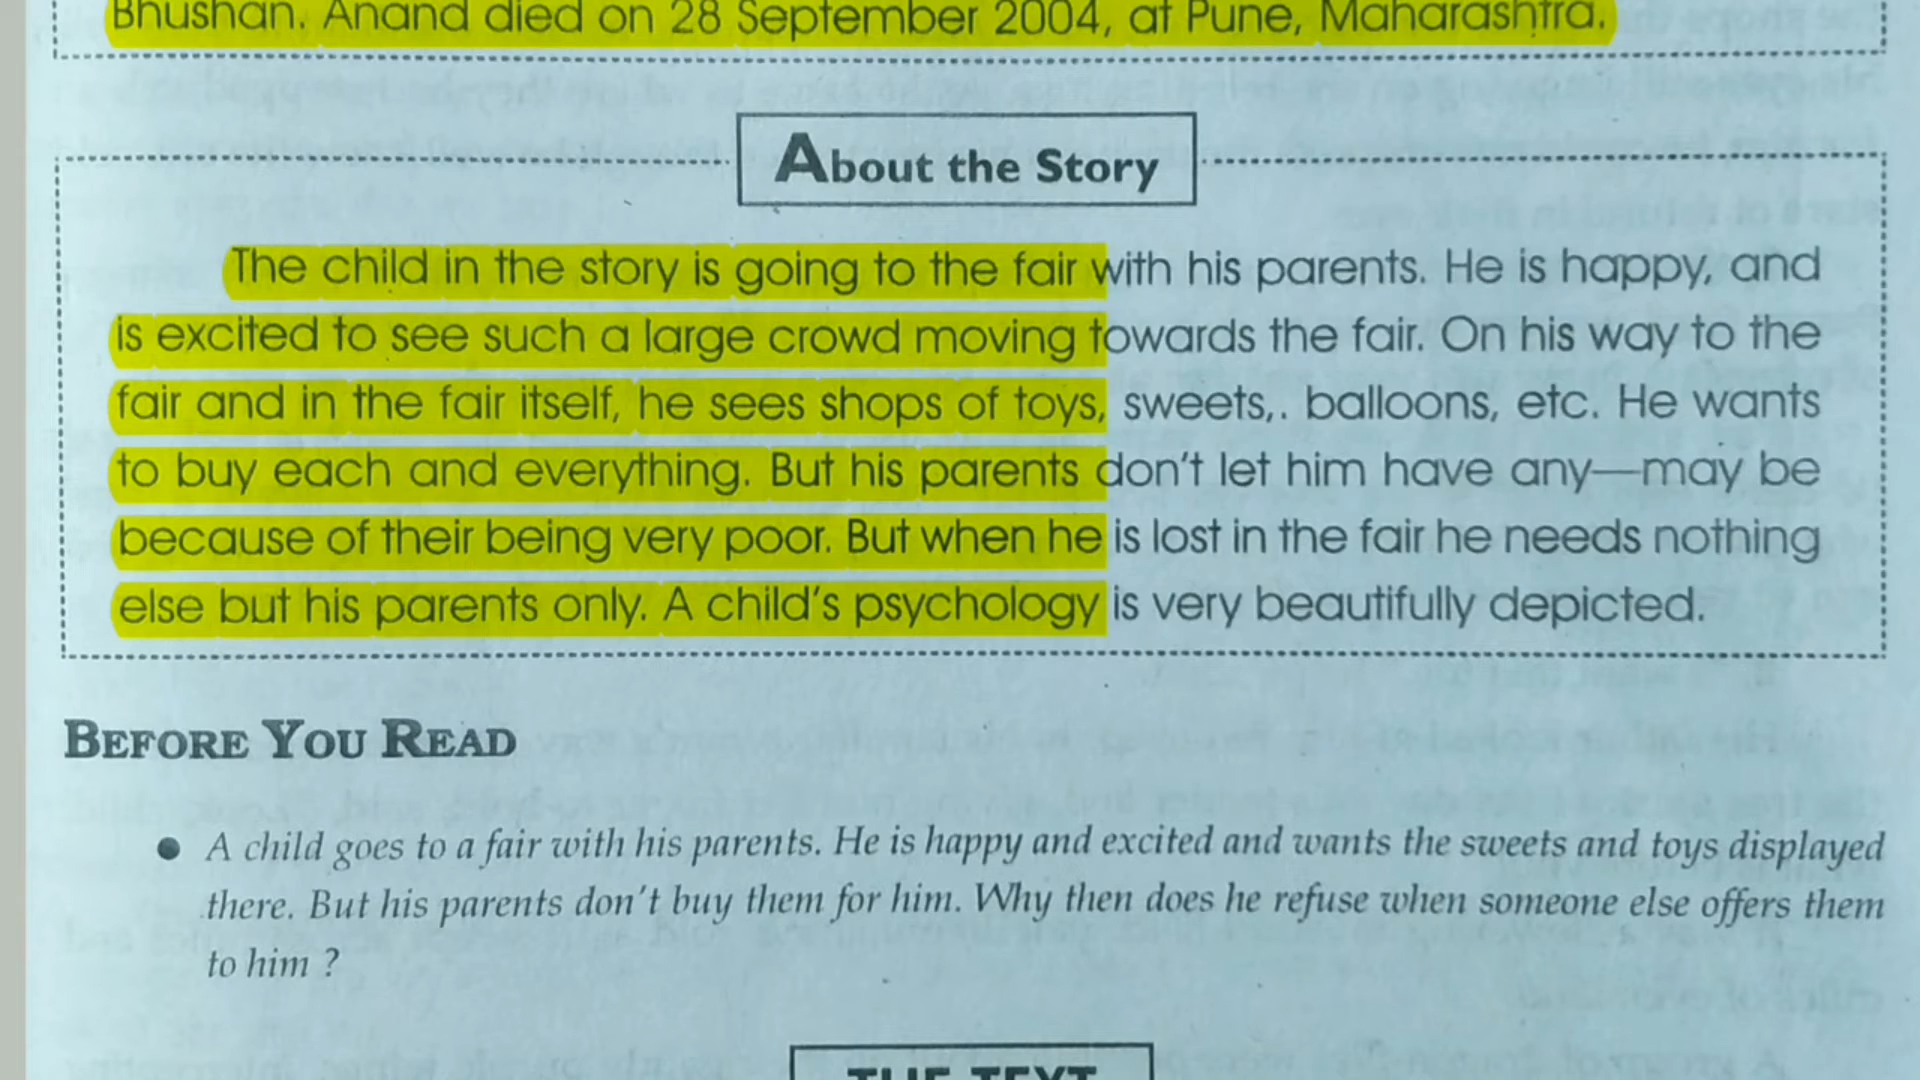 Bhushan. Anand died on 28 September 2004, at Pune, Maharashtra.
About the Story
The child in the story is going to the fair with his parents. He is happy, and
is excited to see such a large crowd moving towards the fair. On his way to the
fair and in the fair itself, he sees shops of toys, sweets,. balloons, etc. He wants
to buy each and everything. But his parents don't let him have any—may be
because of their being very poor. But when he is lost in the fair he needs nothing
else but his parents only. A child's psychology is very beautifully depicted.
BEFORE YOU READ
● A child goes to a fair with his parents. He is happy and excited and wants the sweets and toys displayed
there. But his parents don't buy them for him. Why then does he refuse when someone else offers them
to him ?
THE TEXT